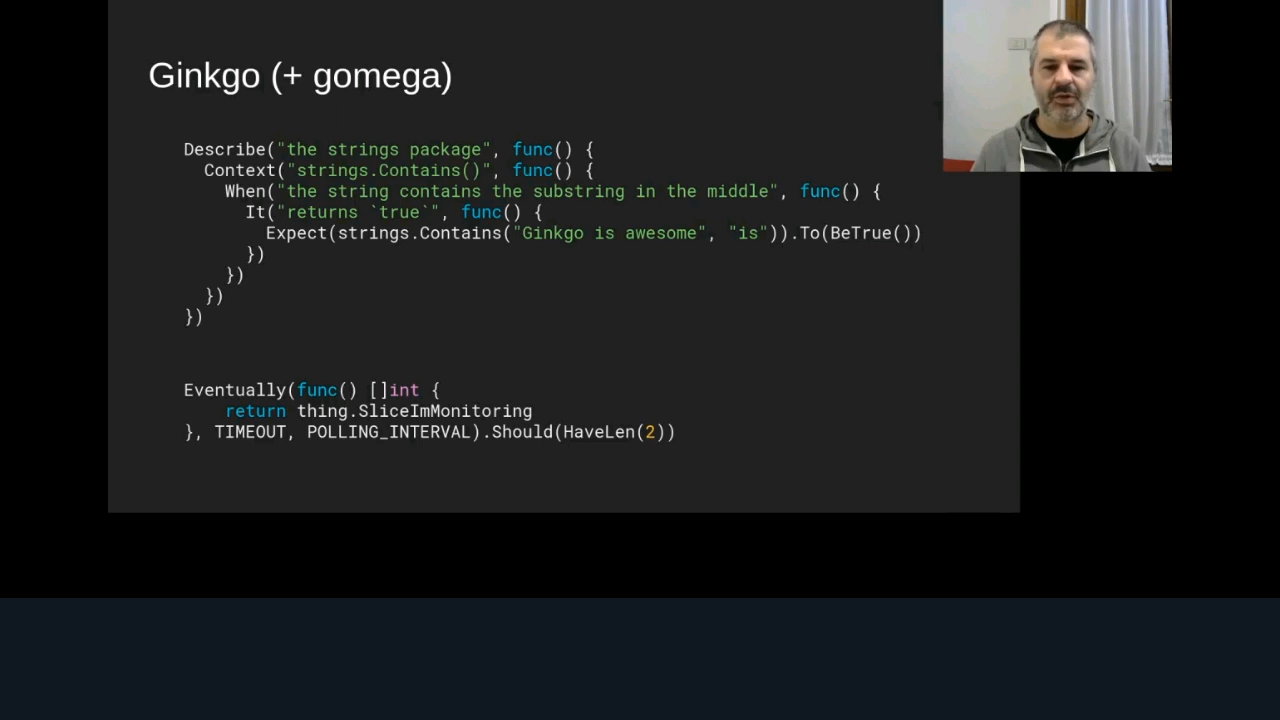 Ginkgo (+ gomega)
Describe("the strings package", func() {
  Context("strings.Contains()", func() {
    When("the string contains the substring in the middle", func() {
      It("returns `true`", func() {
        Expect(strings.Contains("Ginkgo is awesome", "is")).To(BeTrue())
      })
    })
  })
})
Eventually(func() []int {
    return thing.SliceImMonitoring
}, TIMEOUT, POLLING_INTERVAL).Should(HaveLen(2))